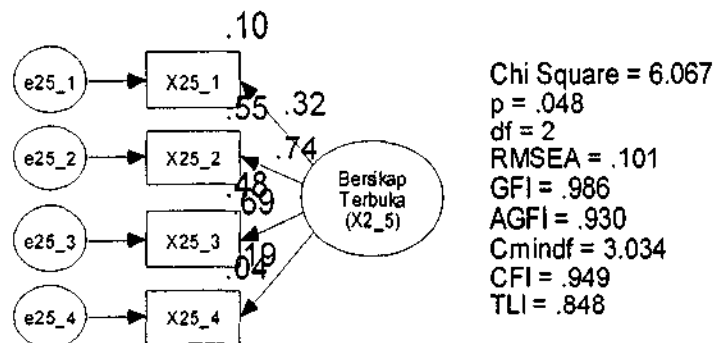 .10
e25_1
X25_1
.55
.32
e25_2
X25_2
.74
.48
.69
e25_3
X25_3
.19
.04
e25_4
X25_4
Bersikap
Terbuka
(X2_5)
Chi Square = 6.067
p = .048
df = 2
RMSEA = .101
GFI = .986
AGFI = .930
Cmindf = 3.034
CFI = .949
TLI = .848